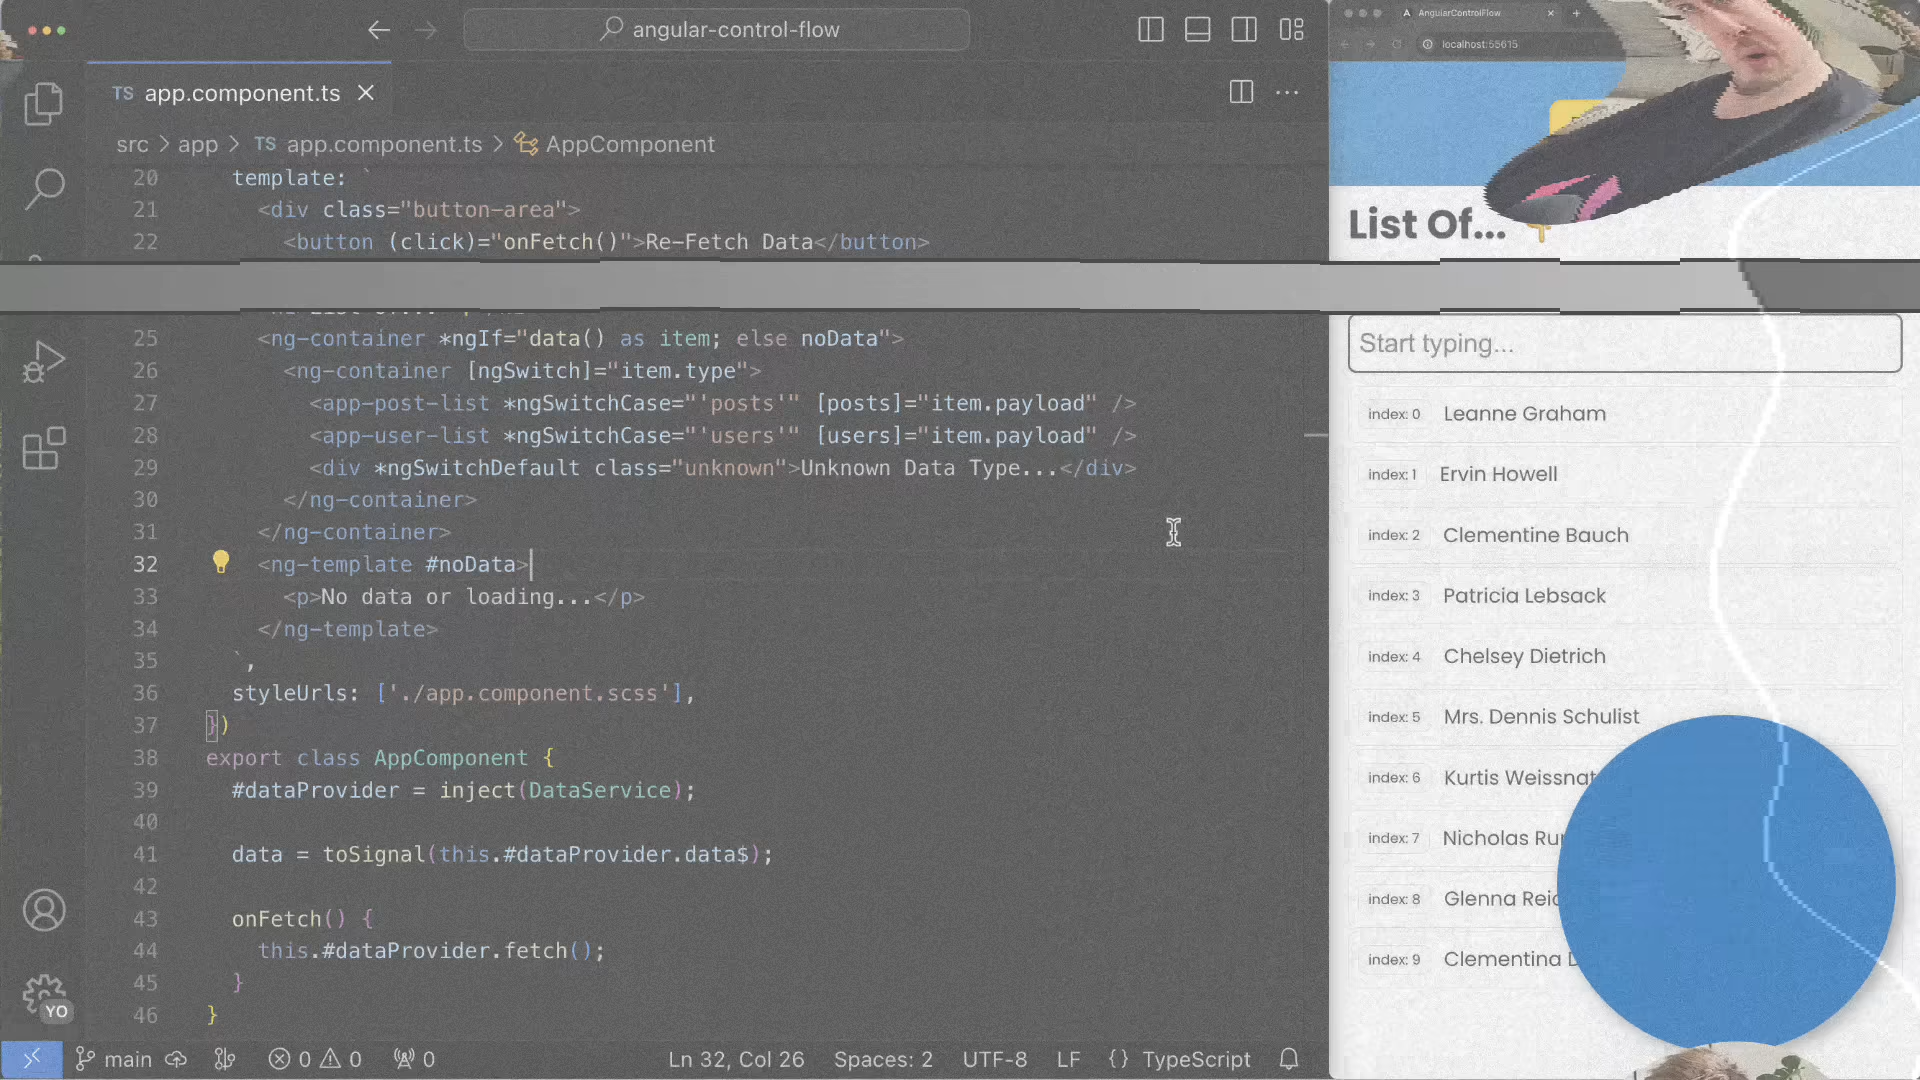 angular-control-flow
TS app.component.ts
src > app > TS app.component.ts > AppComponent
20 template: `
21 <div class="button-area">
22 <button (click)="onFetch()">Re-Fetch Data</button>
25 <ng-container *ngIf="data() as item; else noData">
26 <ng-container [ngSwitch]="item.type">
27 <app-post-list *ngSwitchCase="'posts'" [posts]="item.payload" />
28 <app-user-list *ngSwitchCase="'users'" [users]="item.payload" />
29 <div *ngSwitchDefault class="unknown">Unknown Data Type...</div>
30 </ng-container>
31 </ng-container>
32 <ng-template #noData>
33 <p>No data or loading...</p>
34 </ng-template>
35 `,
36 styleUrls: ['./app.component.scss'],
37 })
38 export class AppComponent {
39 #dataProvider = inject(DataService);
40
41 data = toSignal(this.#dataProvider.data$);
42
43 onFetch() {
44 this.#dataProvider.fetch();
45 }
46 }
YO
main
0 0
0
Ln 32, Col 26
Spaces: 2
UTF-8
LF
{} TypeScript
AngularControlFlow
localhost:55615
List Of...
Start typing...
index: 0 Leanne Graham
index: 1 Ervin Howell
index: 2 Clementine Bauch
index: 3 Patricia Lebsack
index: 4 Chelsey Dietrich
index: 5 Mrs. Dennis Schulist
index: 6 Kurtis
index: 7 Nicholas
index: 8 Glenna
index: 9 Clementina